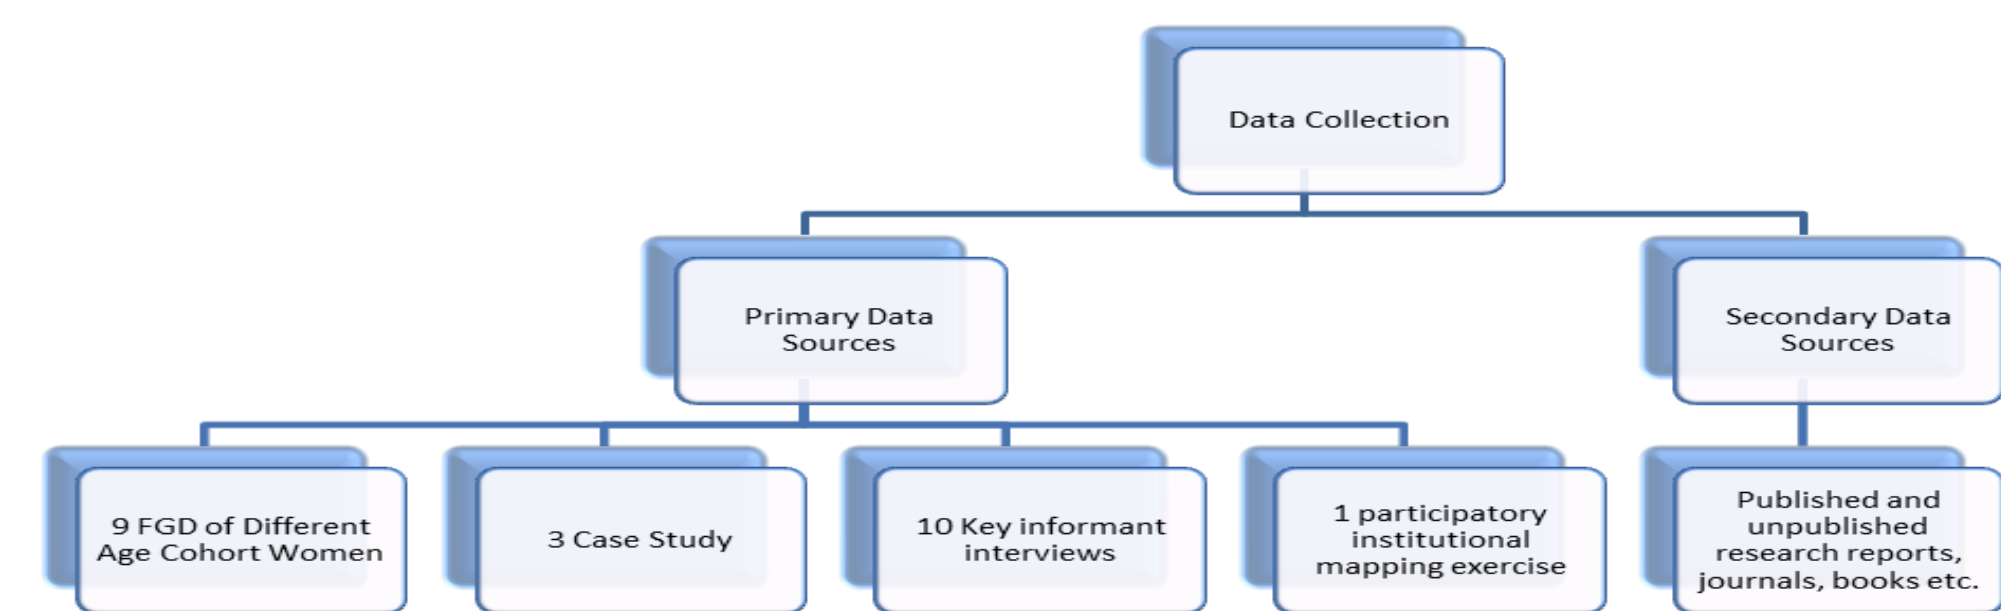 Data Collection
Primary Data
Sources
Secondary Data
Sources
9 FGD of Different
Age Cohort Women
3 Case Study
10 Key informant
interviews
1 participatory
institutional
mapping exercise
Published and
unpublished
research reports,
journals, books etc.